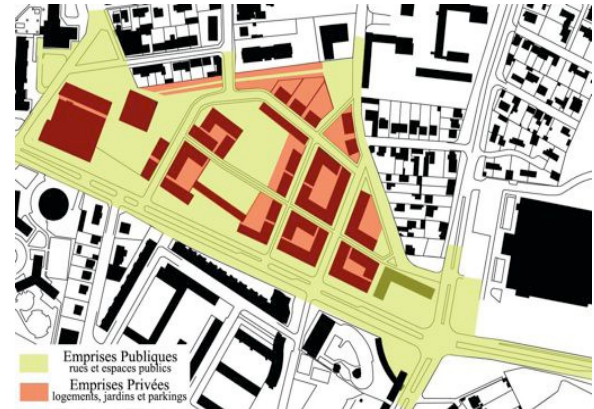 Emprises Publiques
rues et espaces publics
Emprises Privées
logements, jardins et parkings